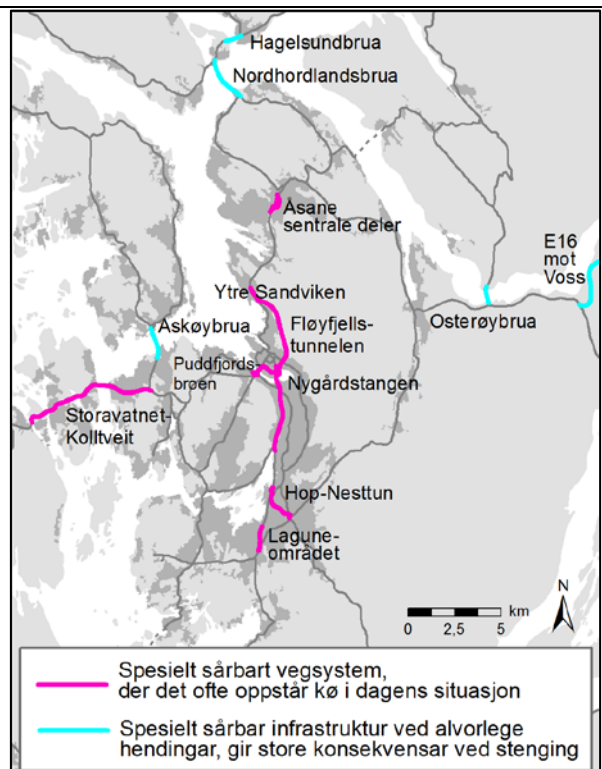 Hagelsundbrua
Nordhordlandsbrua
Åsane
sentrale deler
E16
mot
Voss
Ytre Sandviken
Osterøybrua
Fløyfjells-
tunnelen
Askøybrua
Puddfjords-
brøen
Nygårdstangen
Storavatnet-
Kolltveit
Hop-Nesttun
Lagune-
området
N
km
0 2,5 5
Spesielt sårbart vegsystem,
der det ofte oppstår kø i dagens situasjon
Spesielt sårbar infrastruktur ved alvorlege
hendingar, gir store konsekvensar ved stenging